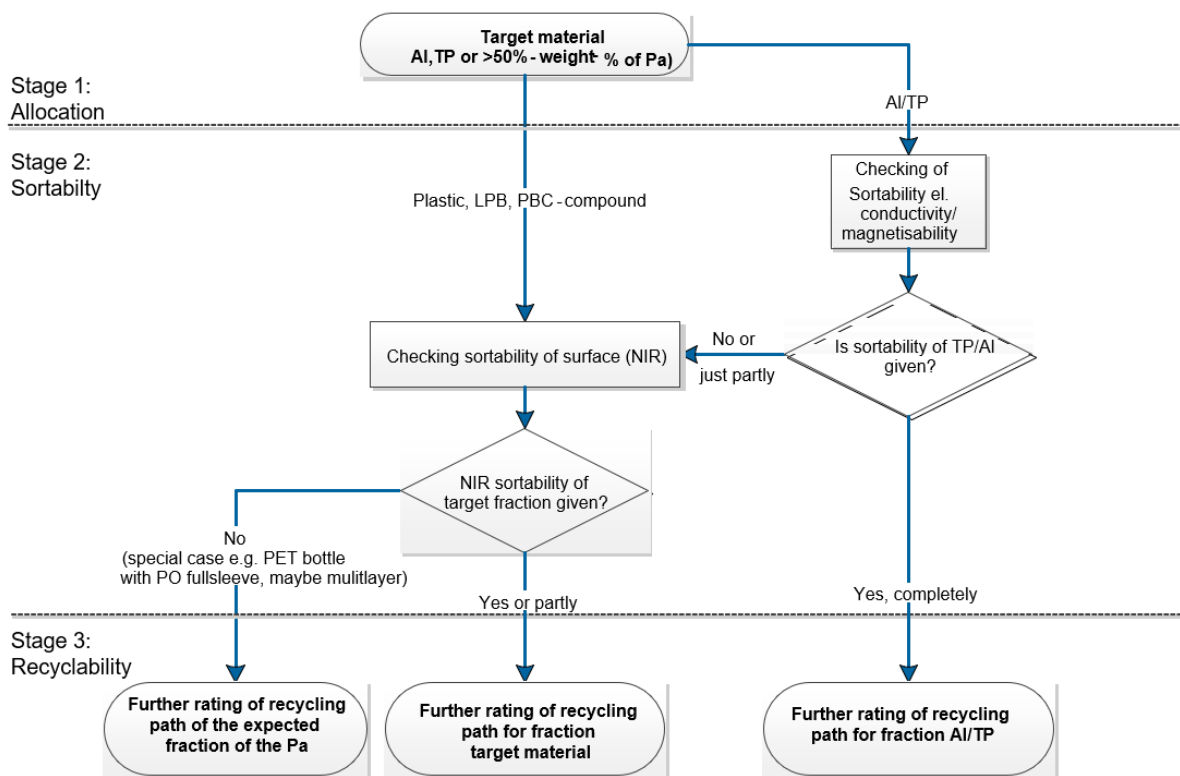 Target material
Al, TP or >50% - weight- % of Pa)
Stage 1:
Allocation
Al/TP
Stage 2:
Sortabilty
Checking of
Sortability el.
conductivity/
magnetisability
Plastic, LPB, PBC - compound
Checking sortability of surface (NIR)
No or
just partly
Is sortability of TP/Al
given?
NIR sortability of
target fraction given?
No
(special case e.g. PET bottle
with PO fullsleeve, maybe mulitlayer)
Yes or partly
Yes, completely
Stage 3:
Recyclability
Further rating of recycling
path of the expected
fraction of the Pa
Further rating of recycling
path for fraction
target material
Further rating of recycling
path for fraction Al/TP